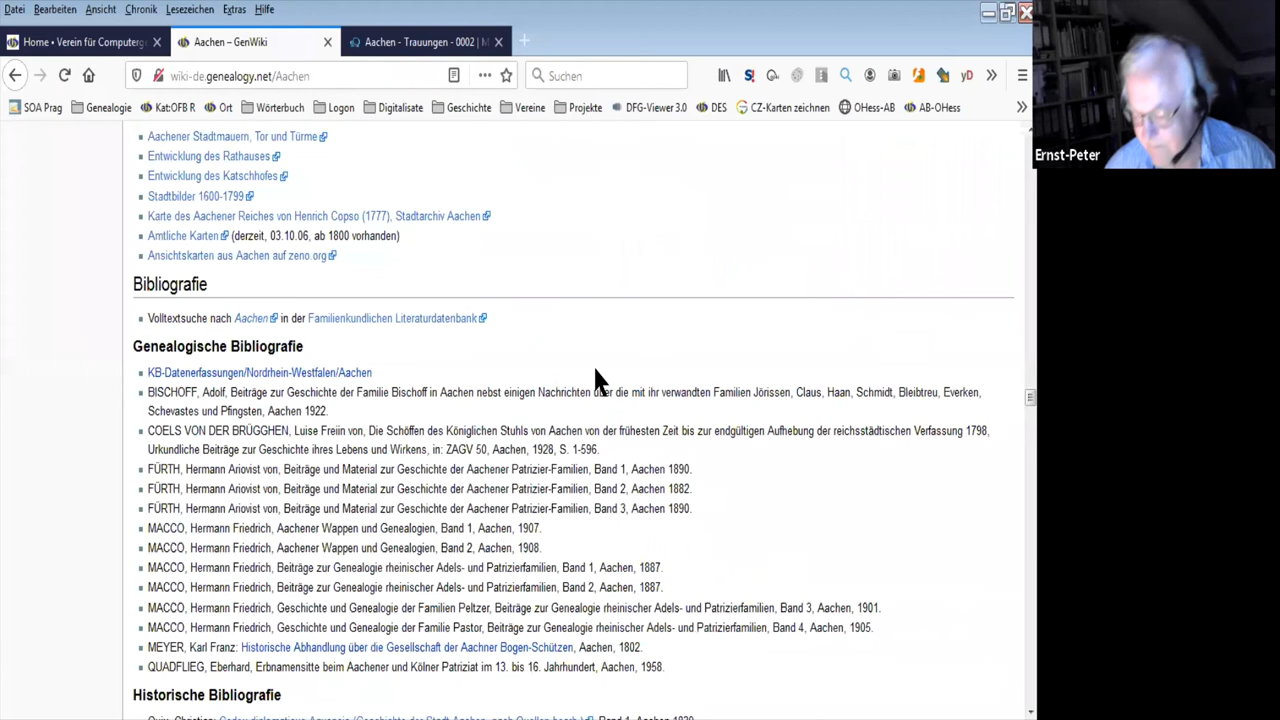 Datei Bearbeiten Ansicht Chronik Lesezeichen Extras Hilfe
Home • Verein für Computerge
Aachen – GenWiki
Aachen - Trauungen - 0002 | M
wiki-de.genealogy.net/Aachen
Suchen
SOA Prag Genealogie Kat:OFB R Ort Wörterbuch Logon Digitalisate Geschichte Vereine Projekte DFG-Viewer 3.0 DES CZ-Karten zeichnen OHess-AB AB-OHess
Ernst-Peter
Aachener Stadtmauern, Tor und Türme
Entwicklung des Rathauses
Entwicklung des Katschhofes
Stadtbilder 1600-1799
Karte des Aachener Reiches von Henrich Copso (1777), Stadtarchiv Aachen
Amtliche Karten (derzeit, 03.10.06, ab 1800 vorhanden)
Ansichtskarten aus Aachen auf zeno.org
Bibliografie
Volltextsuche nach Aachen in der Familienkundlichen Literaturdatenbank
Genealogische Bibliografie
KB-Datenerfassungen/Nordrhein-Westfalen/Aachen
BISCHOFF, Adolf, Beiträge zur Geschichte der Familie Bischoff in Aachen nebst einigen Nachrichten über die mit ihr verwandten Familien Jörissen, Claus, Haan, Schmidt, Bleibtreu, Everken,
Schevastes und Pfingsten, Aachen 1922.
COELS VON DER BRÜGGHEN, Luise Freiin von, Die Schöffen des Königlichen Stuhls von Aachen von der frühesten Zeit bis zur endgültigen Aufhebung der reichsstädtischen Verfassung 1798,
Urkundliche Beiträge zur Geschichte ihres Lebens und Wirkens, in: ZAGV 50, Aachen, 1928, S. 1-596.
FÜRTH, Hermann Ariovist von, Beiträge und Material zur Geschichte der Aachener Patrizier-Familien, Band 1, Aachen 1890.
FÜRTH, Hermann Ariovist von, Beiträge und Material zur Geschichte der Aachener Patrizier-Familien, Band 2, Aachen 1882.
FÜRTH, Hermann Ariovist von, Beiträge und Material zur Geschichte der Aachener Patrizier-Familien, Band 3, Aachen 1890.
MACCO, Hermann Friedrich, Aachener Wappen und Genealogien, Band 1, Aachen, 1907.
MACCO, Hermann Friedrich, Aachener Wappen und Genealogien, Band 2, Aachen, 1908.
MACCO, Hermann Friedrich, Beiträge zur Genealogie rheinischer Adels- und Patrizierfamilien, Band 1, Aachen, 1887.
MACCO, Hermann Friedrich, Beiträge zur Genealogie rheinischer Adels- und Patrizierfamilien, Band 2, Aachen, 1887.
MACCO, Hermann Friedrich, Geschichte und Genealogie der Familien Peltzer, Beiträge zur Genealogie rheinischer Adels- und Patrizierfamilien, Band 3, Aachen, 1901.
MACCO, Hermann Friedrich, Geschichte und Genealogie der Familie Pastor, Beiträge zur Genealogie rheinischer Adels- und Patrizierfamilien, Band 4, Aachen, 1905.
MEYER, Karl Franz: Historische Abhandlung über die Gesellschaft der Aachner Bogen-Schützen, Aachen, 1802.
QUADFLIEG, Eberhard, Erbnamensitte beim Aachener und Kölner Patriziat im 13. bis 16. Jahrhundert, Aachen, 1958.
Historische Bibliografie